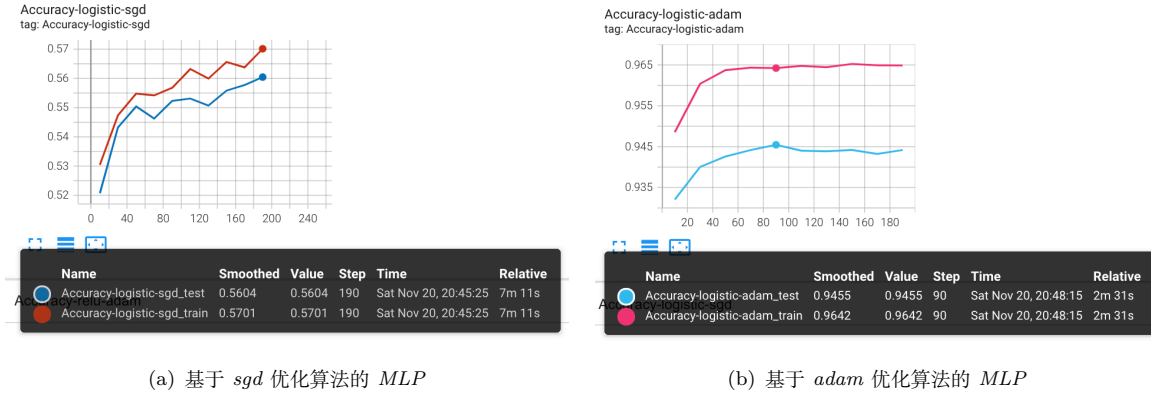 Accuracy-logistic-sgd
tag: Accuracy-logistic-sgd
0.57
0.56
0.55
0.54
0.53
0.52
0 40 80 120 160 200 240
Name Smoothed Value Step Time Relative
Accuracy-relu-adam
Accuracy-logistic-sgd_test 0.5604 0.5604 190 Sat Nov 20, 20:45:25 7m 11s
Accuracy-logistic-sgd_train 0.5701 0.5701 190 Sat Nov 20, 20:45:25 7m 11s
(a) 基于 sgd 优化算法的 MLP
Accuracy-logistic-adam
tag: Accuracy-logistic-adam
0.965
0.955
0.945
0.935
20 40 60 80 100 120 140 160 180
Name Smoothed Value Step Time Relative
Accuracy-logistic-sgd
Accuracy-logistic-adam_test 0.9455 0.9455 90 Sat Nov 20, 20:48:15 2m 31s
Accuracy-logistic-adam_train 0.9642 0.9642 90 Sat Nov 20, 20:48:15 2m 31s
(b) 基于 adam 优化算法的 MLP